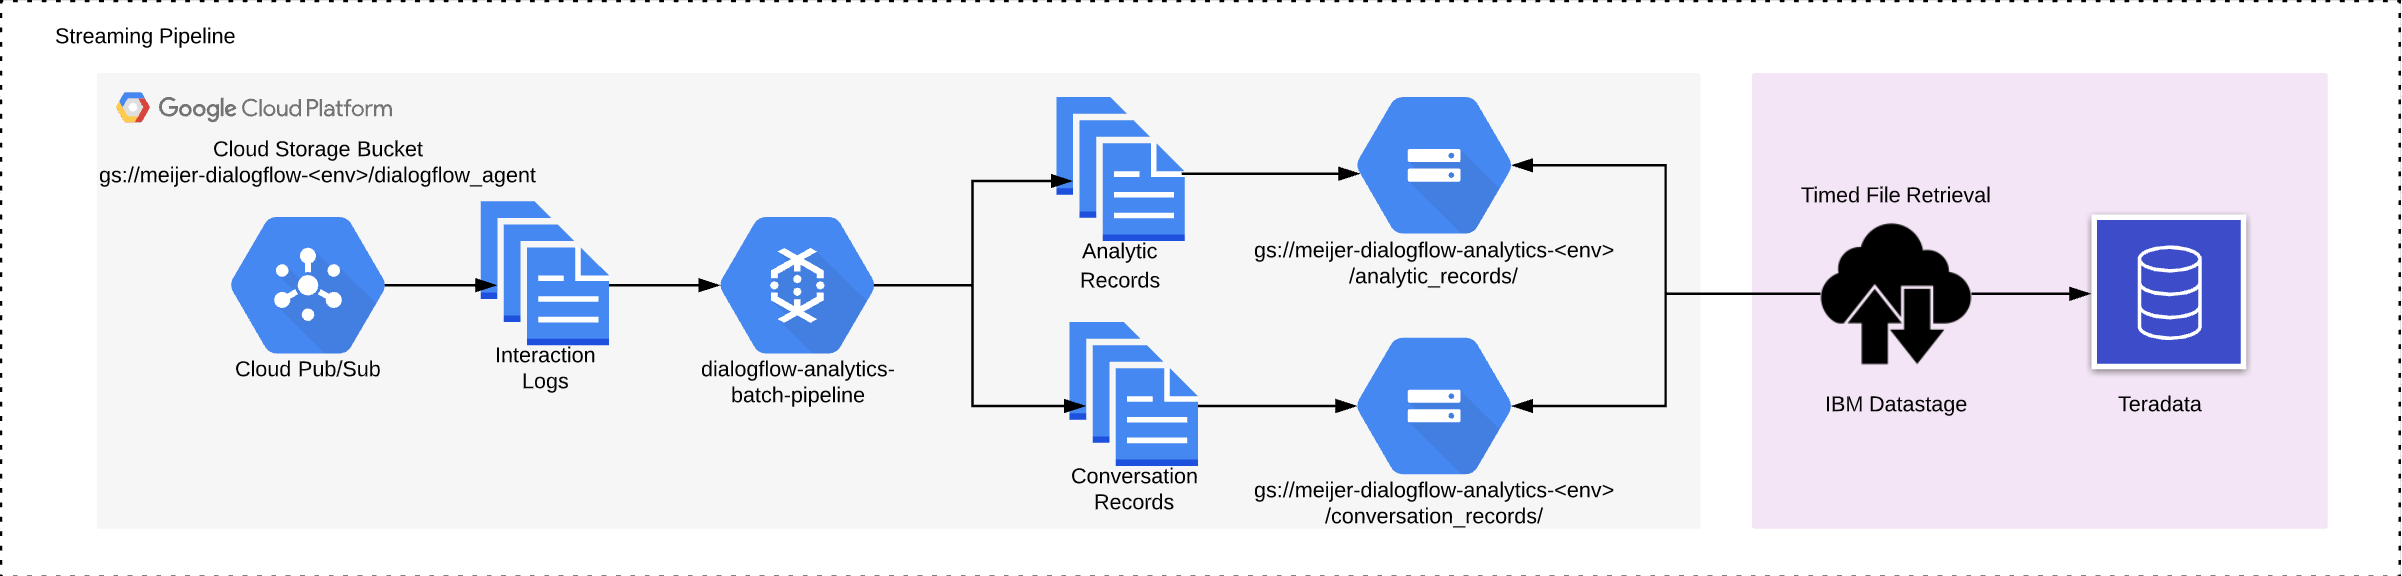 Streaming Pipeline
Google Cloud Platform
Cloud Storage Bucket
gs://meijer-dialogflow-<env>/dialogflow_agent
Cloud Pub/Sub
Interaction
Logs
dialogflow-analytics-
batch-pipeline
Analytic
Records
gs://meijer-dialogflow-analytics-<env>
/analytic_records/
Conversation
Records
gs://meijer-dialogflow-analytics-<env>
/conversation_records/
Timed File Retrieval
IBM Datastage
Teradata